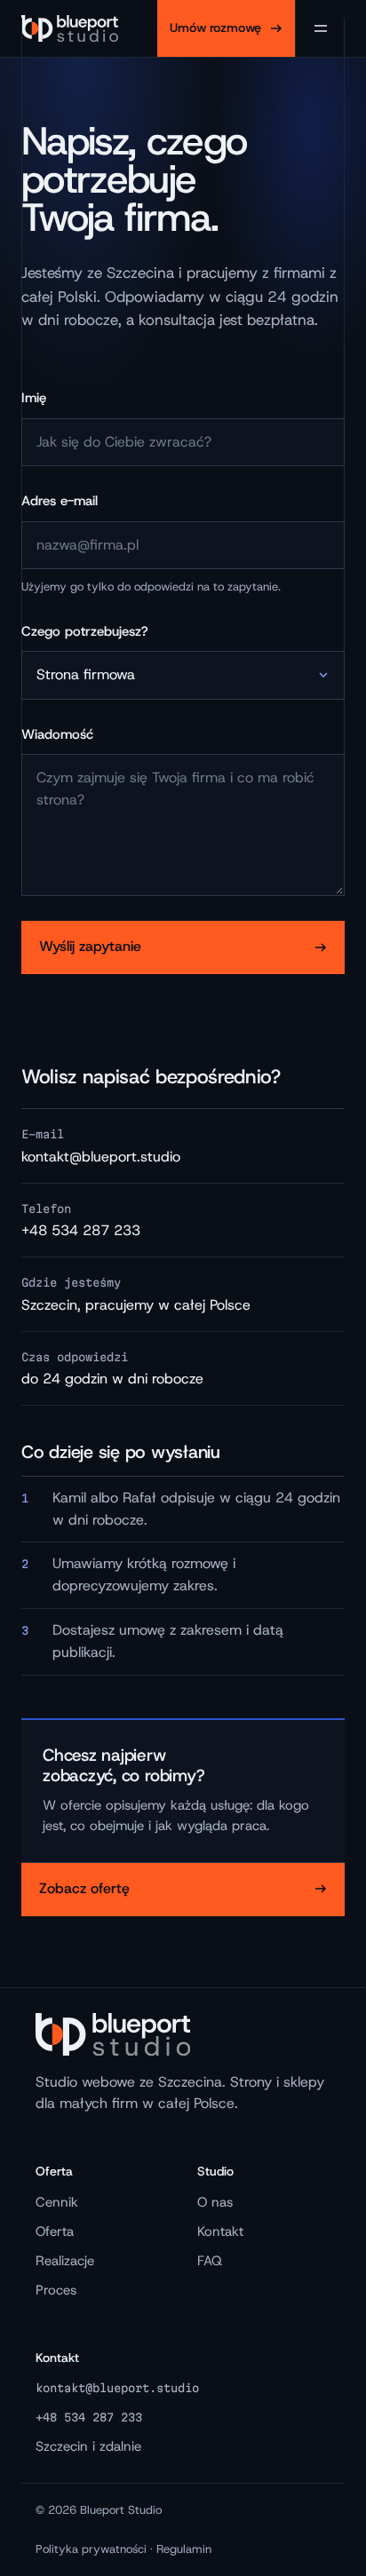 blueport
studio
Umów rozmowę →
Napisz, czego
potrzebuje
Twoja firma.
Jesteśmy ze Szczecina i pracujemy z firmami z
całej Polski. Odpowiadamy w ciągu 24 godzin
w dni robocze, a konsultacja jest bezpłatna.
Imię
Jak się do Ciebie zwracać?
Adres e-mail
nazwa@firma.pl
Użyjemy go tylko do odpowiedzi na to zapytanie.
Czego potrzebujesz?
Strona firmowa
Wiadomość
Czym zajmuje się Twoja firma i co ma robić
strona?
Wyślij zapytanie →
Wolisz napisać bezpośrednio?
E-mail
kontakt@blueport.studio
Telefon
+48 534 287 233
Gdzie jesteśmy
Szczecin, pracujemy w całej Polsce
Czas odpowiedzi
do 24 godzin w dni robocze
Co dzieje się po wysłaniu
1 Kamil albo Rafał odpisuje w ciągu 24 godzin
w dni robocze.
2 Umawiamy krótką rozmowę i
doprecyzowujemy zakres.
3 Dostajesz umowę z zakresem i datą
publikacji.
Chcesz najpierw
zobaczyć, co robimy?
W ofercie opisujemy każdą usługę: dla kogo
jest, co obejmuje i jak wygląda praca.
Zobacz ofertę →
blueport
studio
Studio webowe ze Szczecina. Strony i sklepy
dla małych firm w całej Polsce.
Oferta
Cennik
Oferta
Realizacje
Proces
Studio
O nas
Kontakt
FAQ
Kontakt
kontakt@blueport.studio
+48 534 287 233
Szczecin i zdalnie
© 2026 Blueport Studio
Polityka prywatności · Regulamin